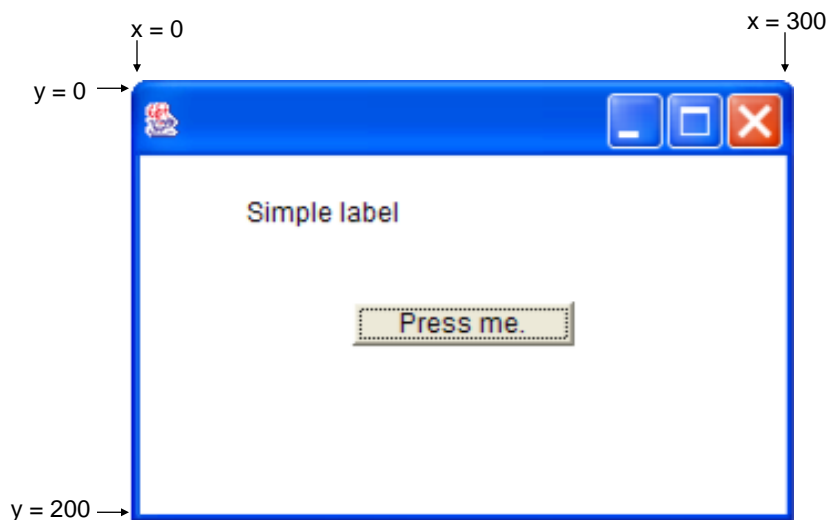 x = 0
x = 300
y = 0
Simple label
Press me.
y = 200